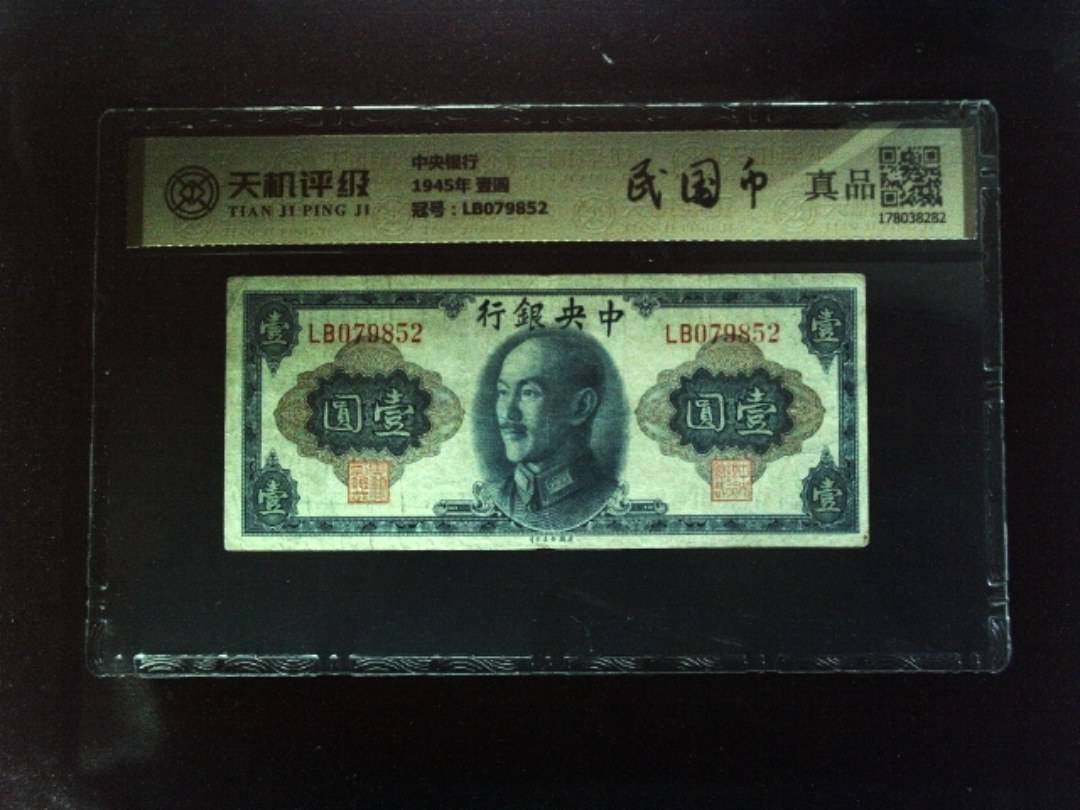 天机评级
TIAN JI PING JI
中央银行
1945年 壹圆
冠号：LB079852
民国币
真品
178038282
行銀央中
LB079852
LB079852
壹
壹
圓壹
圓壹
壹
壹